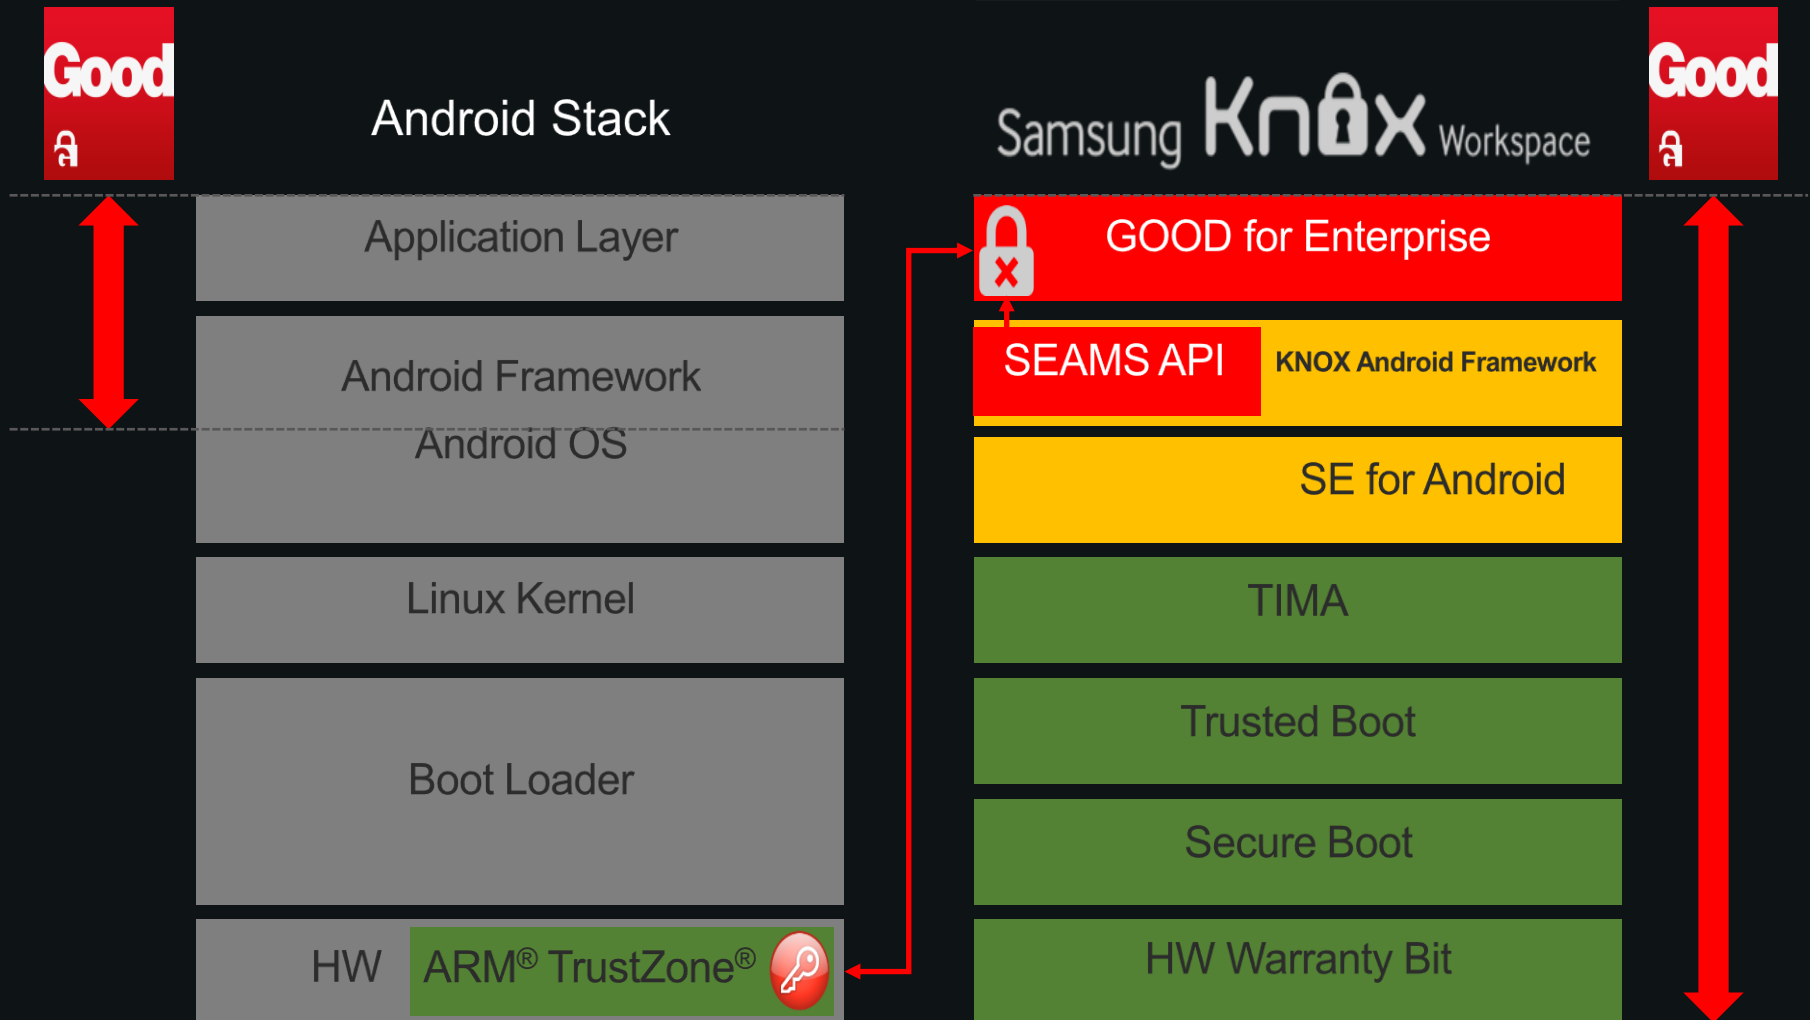 Good
Android Stack
Samsung Knox Workspace
Good
Application Layer
Android Framework
Android OS
Linux Kernel
Boot Loader
HW
ARM® TrustZone®
GOOD for Enterprise
SEAMS API
KNOX Android Framework
SE for Android
TIMA
Trusted Boot
Secure Boot
HW Warranty Bit